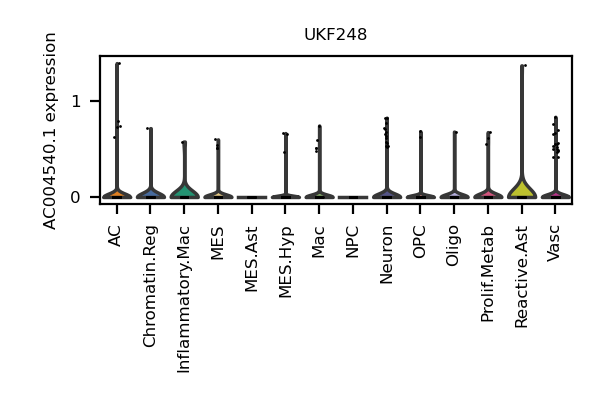 UKF248
AC004540.1 expression
1
0
AC
Chromatin.Reg
Inflammatory.Mac
MES
MES.Ast
MES.Hyp
Mac
NPC
Neuron
OPC
Oligo
Prolif.Metab
Reactive.Ast
Vasc